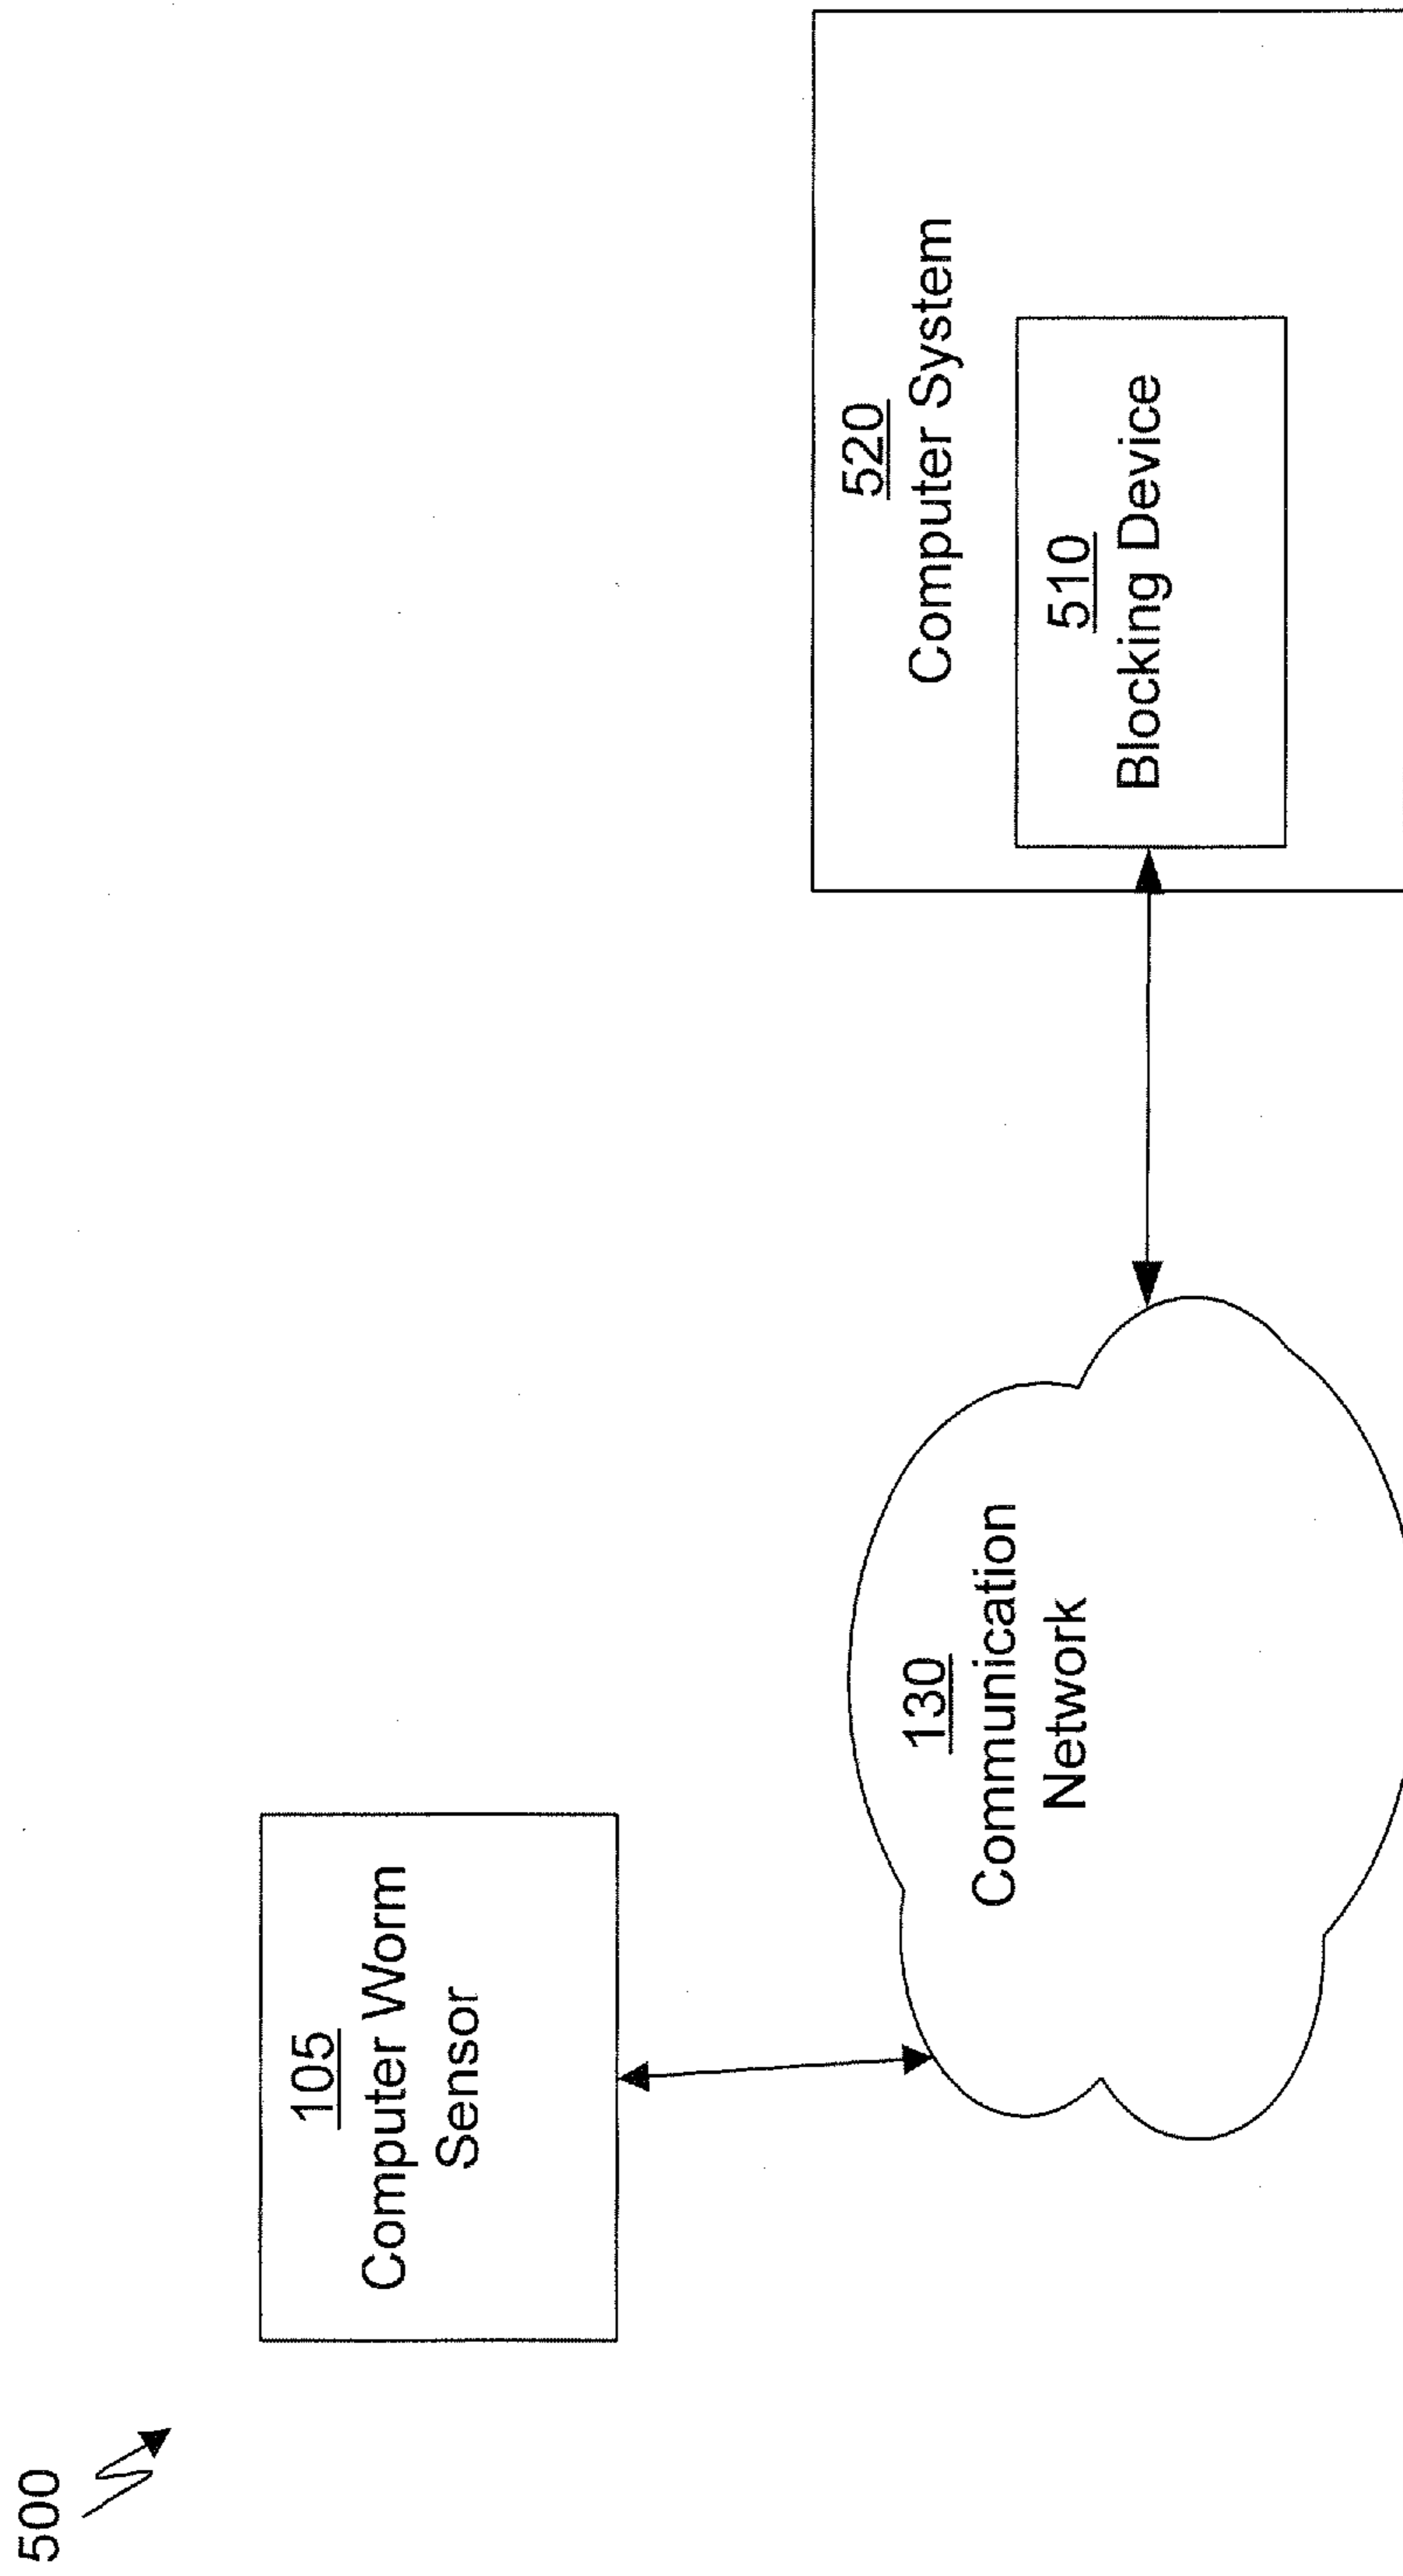 500
105
Computer Worm
Sensor
130
Communication
Network
520
Computer System
510
Blocking Device